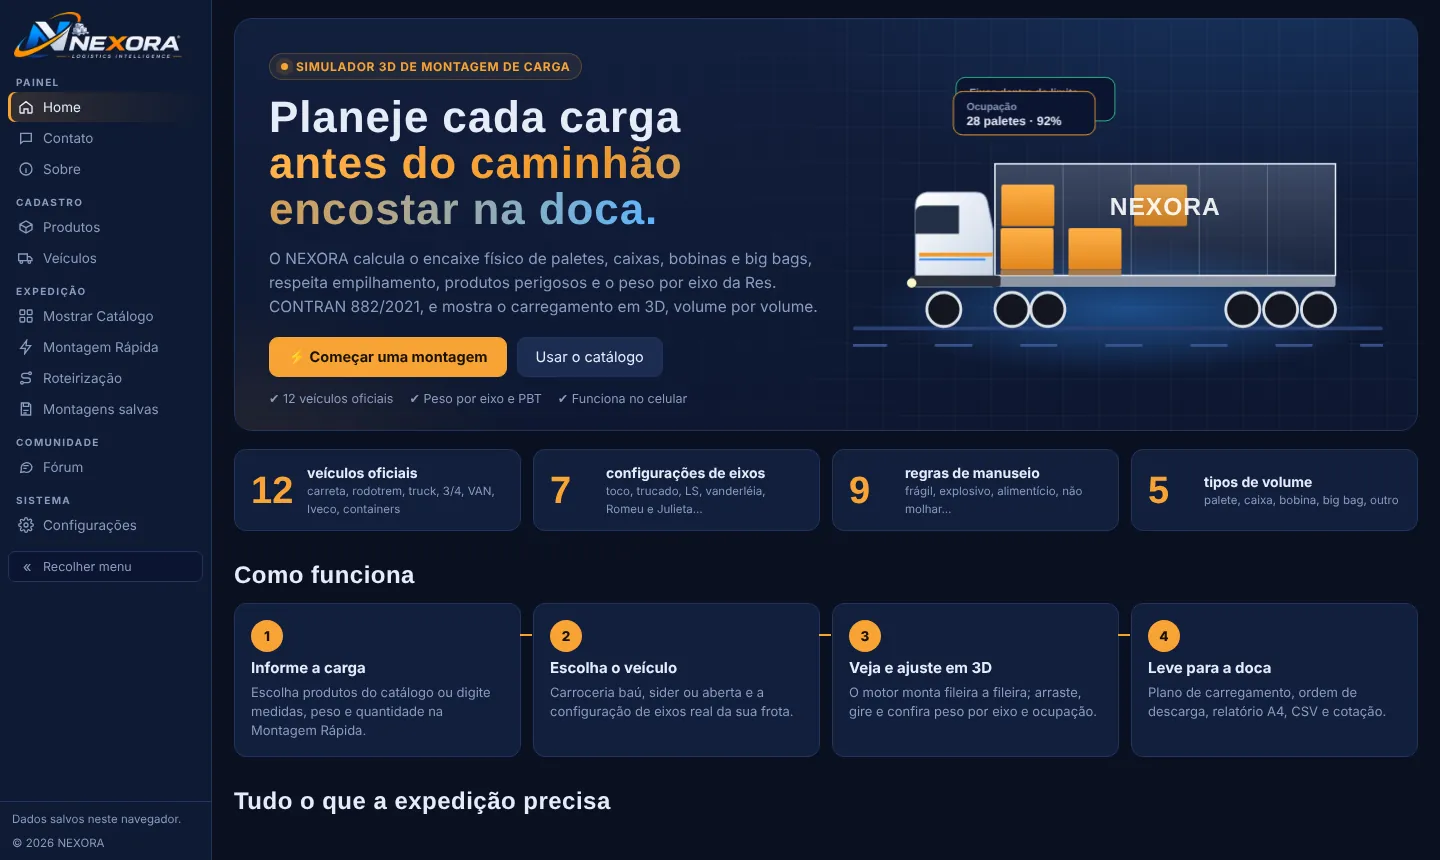 NEXORA
LOGISTICS INTELLIGENCE
PAINEL
Home
Contato
Sobre
CADASTRO
Produtos
Veículos
EXPEDIÇÃO
Mostrar Catálogo
Montagem Rápida
Roteirização
Montagens salvas
COMUNIDADE
Fórum
SISTEMA
Configurações
« Recolher menu
Dados salvos neste navegador.
© 2026 NEXORA
SIMULADOR 3D DE MONTAGEM DE CARGA
Planeje cada carga
antes do caminhão
encostar na doca.
O NEXORA calcula o encaixe físico de paletes, caixas, bobinas e big bags,
respeita empilhamento, produtos perigosos e o peso por eixo da Res.
CONTRAN 882/2021, e mostra o carregamento em 3D, volume por volume.
⚡ Começar uma montagem
Usar o catálogo
✔ 12 veículos oficiais ✔ Peso por eixo e PBT ✔ Funciona no celular
Ocupação
28 paletes · 92%
NEXORA
12
veículos oficiais
carreta, rodotrem, truck, 3/4, VAN,
Iveco, containers
7
configurações de eixos
toco, trucado, LS, vanderléia,
Romeu e Julieta...
9
regras de manuseio
frágil, explosivo, alimentício, não
molhar...
5
tipos de volume
palete, caixa, bobina, big bag, outro
Como funciona
1
Informe a carga
Escolha produtos do catálogo ou digite
medidas, peso e quantidade na
Montagem Rápida.
2
Escolha o veículo
Carroceria baú, sider ou aberta e a
configuração de eixos real da sua frota.
3
Veja e ajuste em 3D
O motor monta fileira a fileira; arraste,
gire e confira peso por eixo e ocupação.
4
Leve para a doca
Plano de carregamento, ordem de
descarga, relatório A4, CSV e cotação.
Tudo o que a expedição precisa